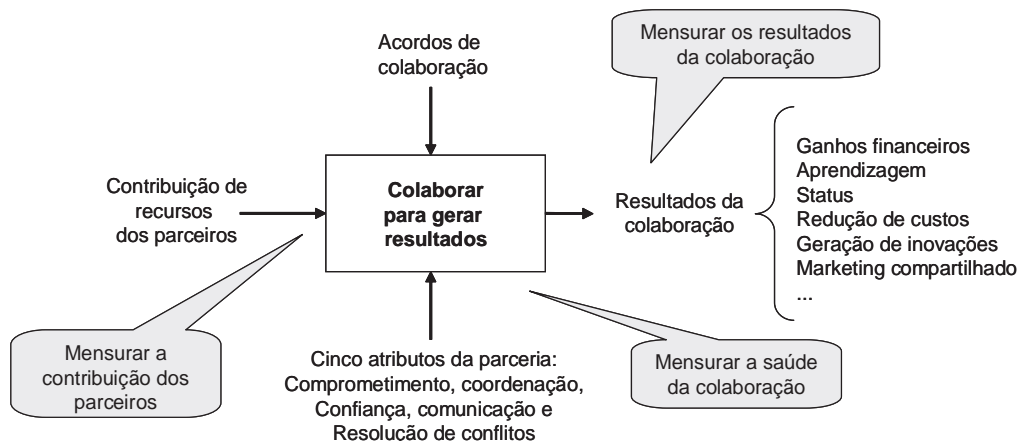 Acordos de
colaboração
Mensurar os resultados
da colaboração
Contribuição de
recursos
dos parceiros
Colaborar
para gerar
resultados
Resultados da
colaboração
Ganhos financeiros
Aprendizagem
Status
Redução de custos
Geração de inovações
Marketing compartilhado
...
Mensurar a
contribuição dos
parceiros
Cinco atributos da parceria:
Comprometimento, coordenação,
Confiança, comunicação e
Resolução de conflitos
Mensurar a saúde
da colaboração